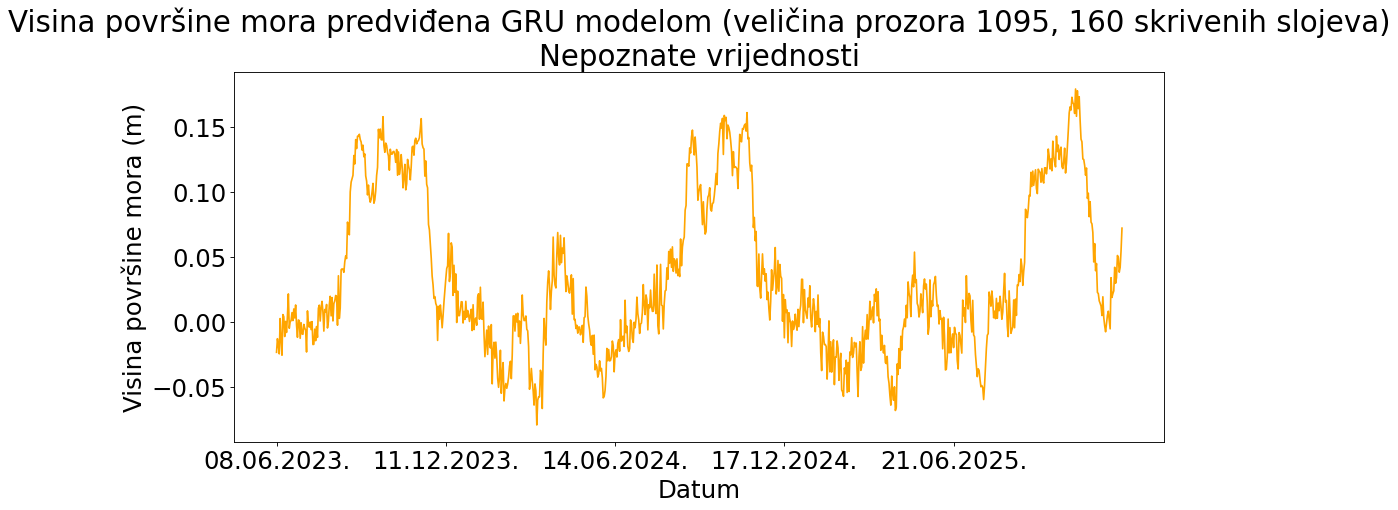 Visina površine mora predviđena GRU modelom (veličina prozora 1095, 160 skrivenih slojeva)
Nepoznate vrijednosti
Visina površine mora (m)
0.15
0.10
0.05
0.00
−0.05
08.06.2023. 11.12.2023. 14.06.2024. 17.12.2024. 21.06.2025.
Datum